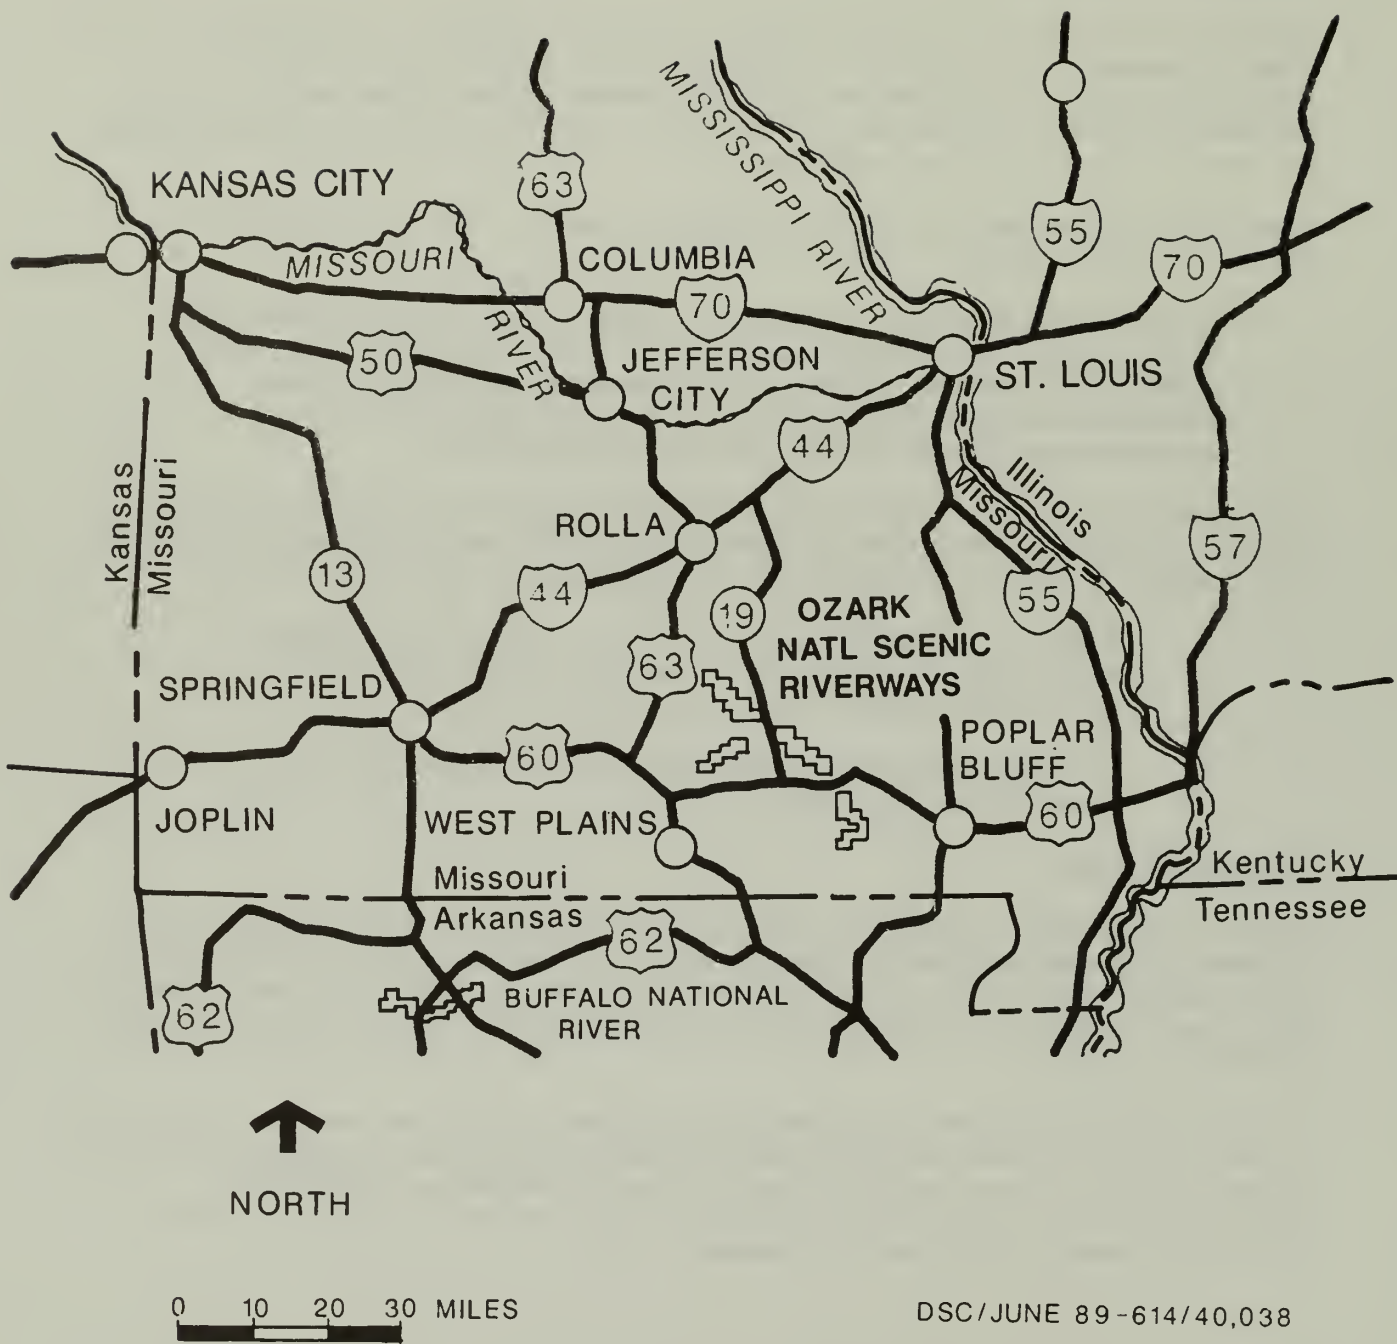 MISSISSIPPI RIVER
63
KANSAS CITY
55
COLUMBIA
MISSOURI
RIVER
70
70
50
JEFFERSON
CITY
ST. LOUIS
44
Kansas
Missouri
Illinois
Missouri
ROLLA
57
13
44
19
OZARK
NATL SCENIC
RIVERWAYS
55
63
SPRINGFIELD
60
POPLAR
BLUFF
JOPLIN
WEST PLAINS
60
Missouri
Arkansas
Kentucky
Tennessee
62
62
BUFFALO NATIONAL
RIVER
NORTH
0 10 20 30 MILES
DSC/JUNE 89-614/40,038